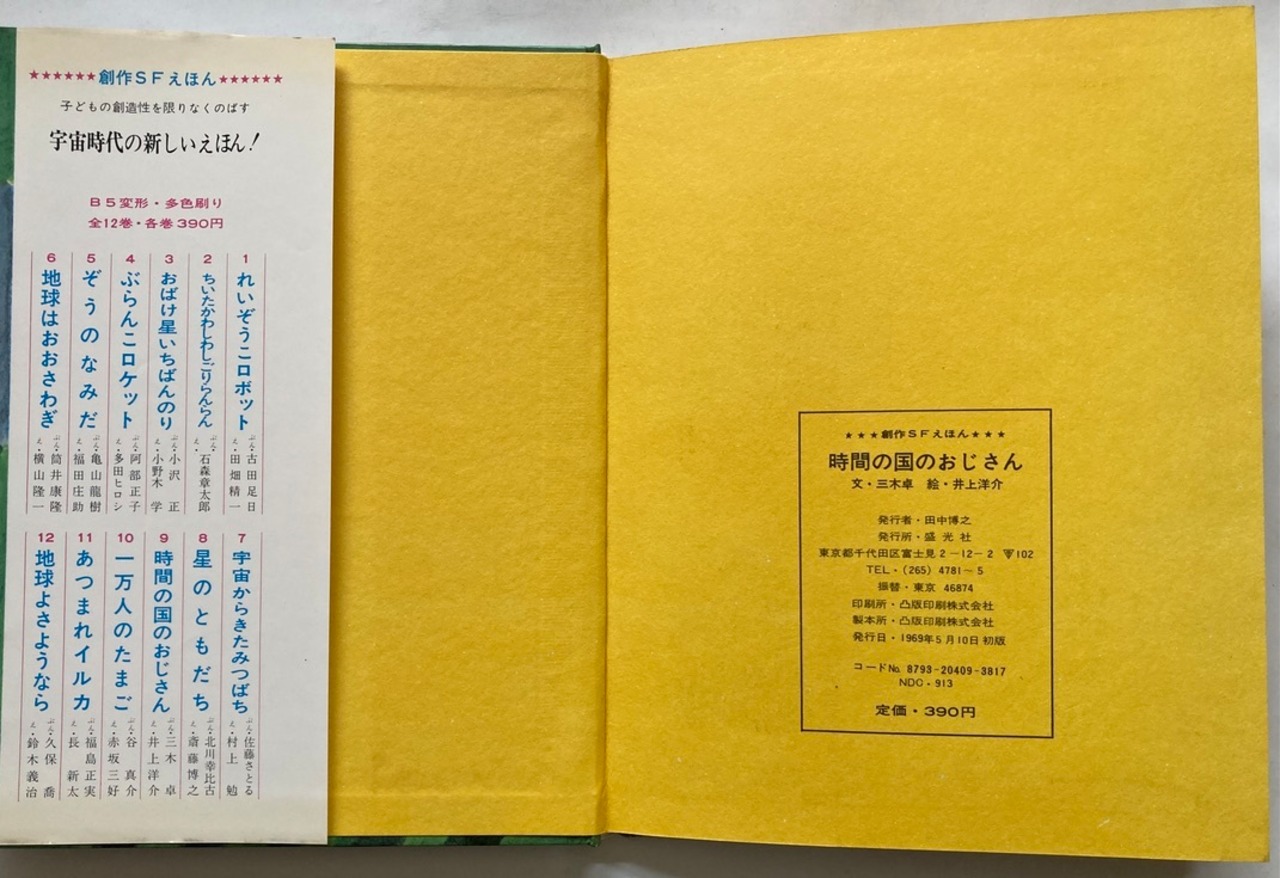 ★★★★★★創作SFえほん★★★★★★
子どもの創造性を限りなくのばす
宇宙時代の新しいえほん!
B5変形・多色刷り
全12巻・各巻390円
1
れいぞうこロボット
ぶん・古田足日
え・田畑精一
2
ちいたかわしわしごりらんらん
ぶん・え・石森章太郎
3
おばけ星いちばんのり
ぶん・小沢正
え・小野木学
4
ぶらんこロケット
ぶん・阿部正子
え・多田ヒロシ
5
ぞうのなみだ
ぶん・亀山龍樹
え・福田庄助
6
地球はおおさわぎ
ぶん・筒井康隆
え・横山隆一
7
宇宙からきたみつばち
ぶん・佐藤さとる
え・村上勉
8
星のともだち
ぶん・北川幸比古
え・斎藤博之
9
時間の国のおじさん
ぶん・三木卓
え・井上洋介
10
一万人のたまご
ぶん・谷真介
え・赤坂三好
11
あつまれイルカ
ぶん・福島正実
え・長新太
12
地球よさようなら
ぶん・久保喬
え・鈴木義治
★★★創作SFえほん★★★
時間の国のおじさん
文・三木卓 絵・井上洋介
発行者・田中博之
発行所・盛光社
東京都千代田区富士見2-12-2 〒102
TEL・(265)4781~5
振替・東京 46874
印刷所・凸版印刷株式会社
製本所・凸版印刷株式会社
発行日・1969年5月10日 初版
コードNo. 8793-20409-3817
NDC・913
定価・390円